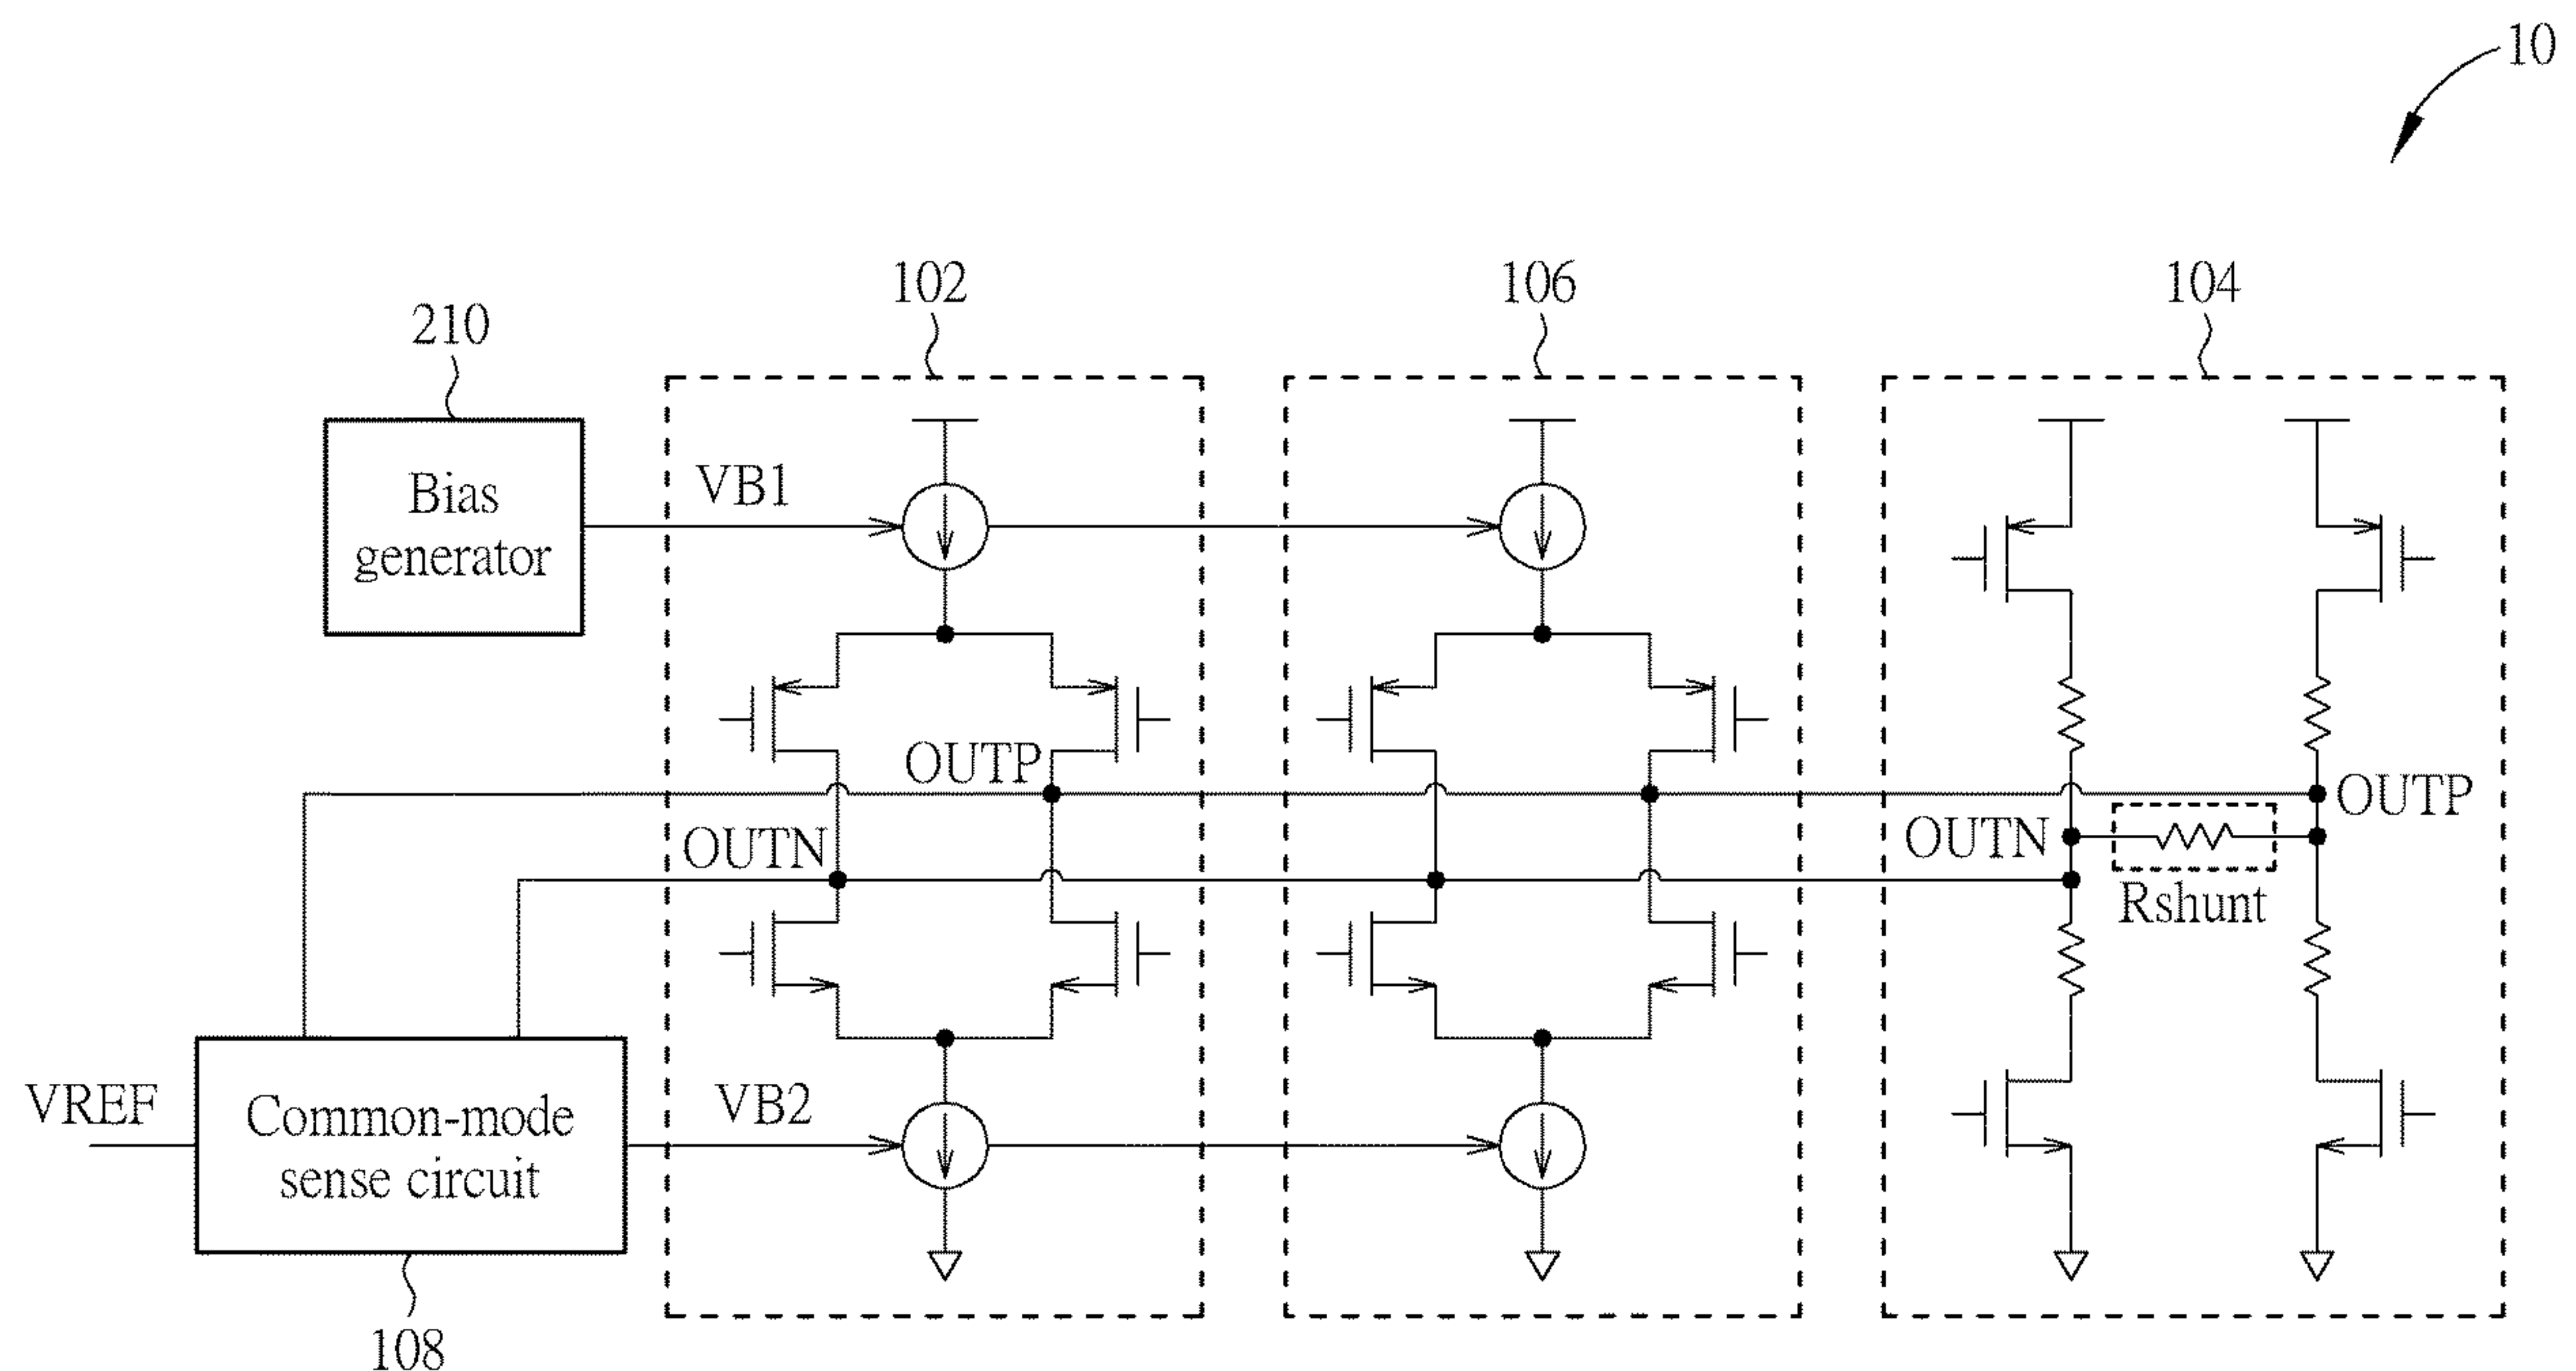 10
102
106
104
210
Bias
generator
VB1
OUTP
OUTP
OUTN
OUTN
Rshunt
VREF
Common-mode
sense circuit
VB2
108